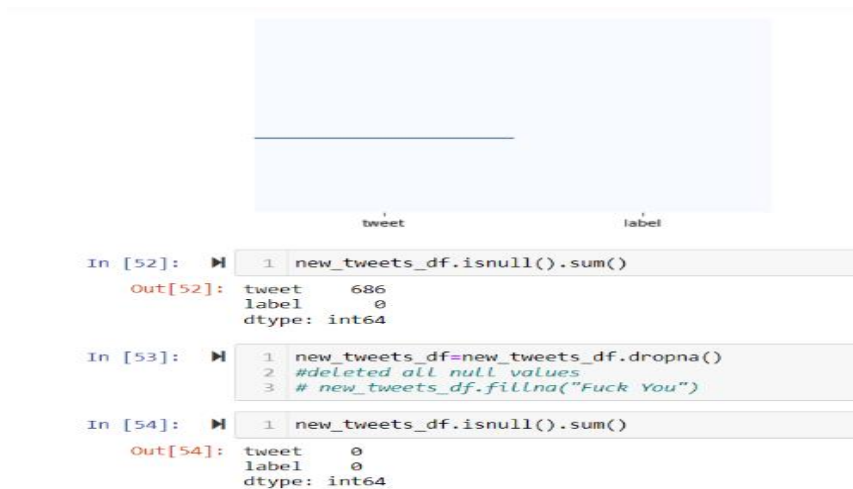 tweet label
In [52]: 1 new_tweets_df.isnull().sum()
Out[52]: tweet 686
label 0
dtype: int64
In [53]: 1 new_tweets_df=new_tweets_df.dropna()
2 #deleted all null values
3 # new_tweets_df.fillna("Fuck You")
In [54]: 1 new_tweets_df.isnull().sum()
Out[54]: tweet 0
label 0
dtype: int64